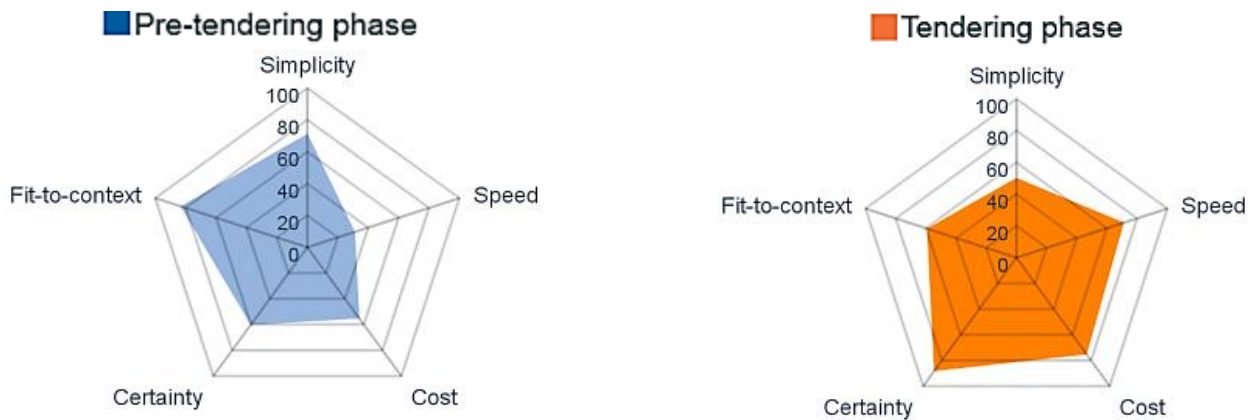 Pre-tendering phase
Simplicity
100
80
60
40
20
0
Fit-to-context
Speed
Certainty
Cost
Tendering phase
Simplicity
100
80
60
40
20
0
Fit-to-context
Speed
Certainty
Cost